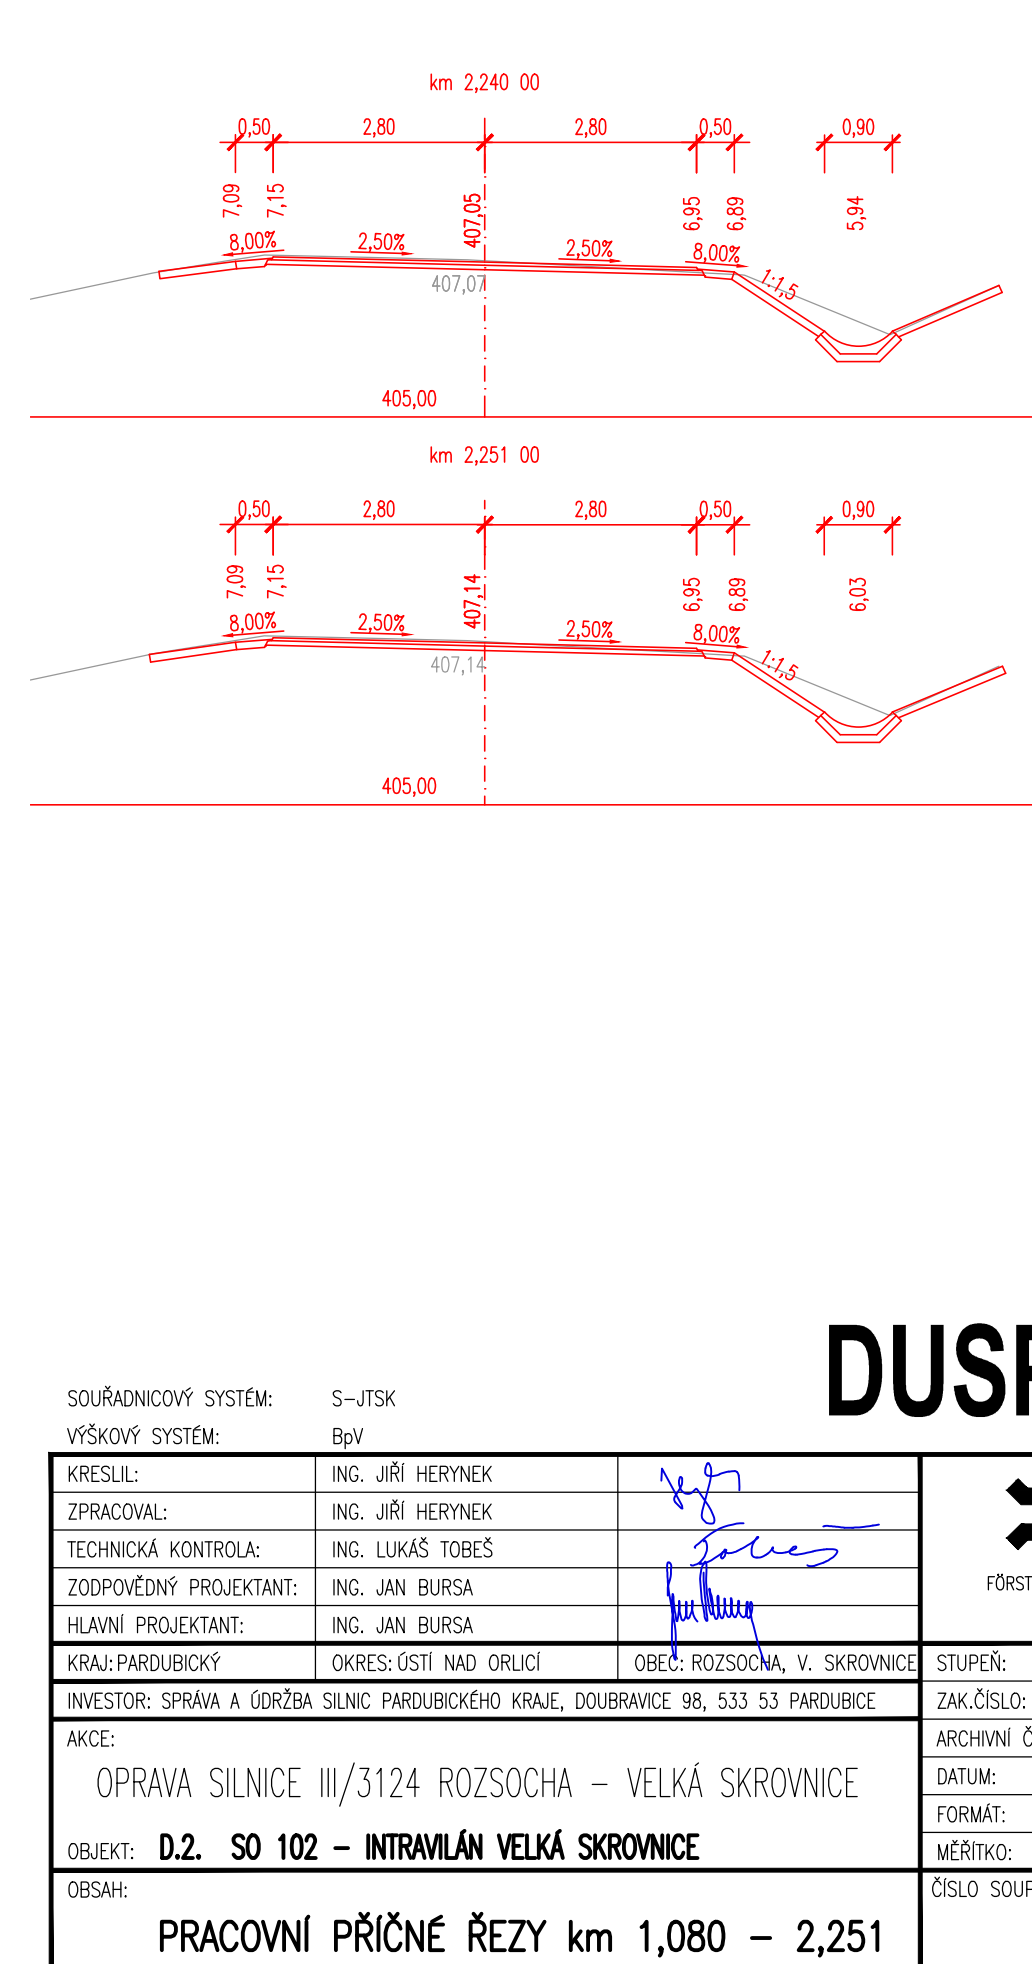 km 2,240 00
0,50 2,80 2,80 0,50 0,90
7,09 7,15 407,05 6,95 6,89 5,94
8,00% 2,50% 2,50% 8,00% 1:1,5
407,07
405,00
km 2,251 00
0,50 2,80 2,80 0,50 0,90
7,09 7,15 407,14 6,95 6,89 6,03
8,00% 2,50% 2,50% 8,00% 1:1,5
407,14
405,00
SOUŘADNICOVÝ SYSTÉM: S-JTSK
VÝŠKOVÝ SYSTÉM: BpV
KRESLIL: ING. JIŘÍ HERYNEK
ZPRACOVAL: ING. JIŘÍ HERYNEK
TECHNICKÁ KONTROLA: ING. LUKÁŠ TOBEŠ
ZODPOVĚDNÝ PROJEKTANT: ING. JAN BURSA
HLAVNÍ PROJEKTANT: ING. JAN BURSA
KRAJ: PARDUBICKÝ OKRES: ÚSTÍ NAD ORLICÍ OBEC: ROZSOCHA, V. SKROVNICE STUPEŇ:
INVESTOR: SPRÁVA A ÚDRŽBA SILNIC PARDUBICKÉHO KRAJE, DOUBRAVICE 98, 533 53 PARDUBICE ZAK.ČÍSLO:
AKCE: ARCHIVNÍ
OPRAVA SILNICE III/3124 ROZSOCHA - VELKÁ SKROVNICE DATUM:
FORMÁT:
OBJEKT: D.2. SO 102 - INTRAVILÁN VELKÁ SKROVNICE MĚŘÍTKO:
OBSAH: ČÍSLO
PRACOVNÍ PŘÍČNÉ ŘEZY km 1,080 - 2,251